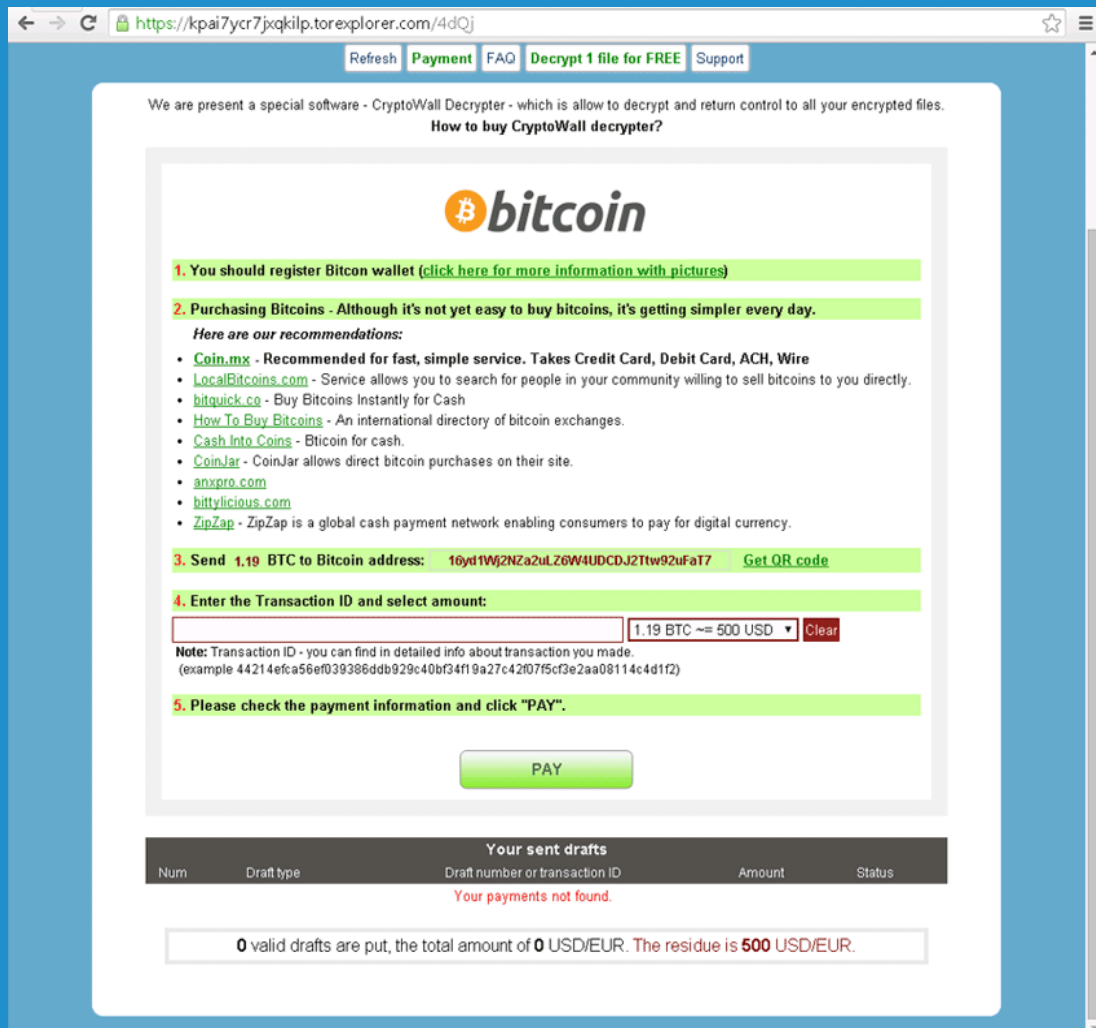 https://kpai7ycr7jxqkilp.torexplorer.com/4dQj
Refresh Payment FAQ Decrypt 1 file for FREE Support
We are present a special software - CryptoWall Decrypter - which is allow to decrypt and return control to all your encrypted files.
How to buy CryptoWall decrypter?
bitcoin
1. You should register Bitcon wallet (click here for more information with pictures)
2. Purchasing Bitcoins - Although it's not yet easy to buy bitcoins, it's getting simpler every day.
Here are our recommendations:
• Coin.mx - Recommended for fast, simple service. Takes Credit Card, Debit Card, ACH, Wire
• LocalBitcoins.com - Service allows you to search for people in your community willing to sell bitcoins to you directly.
• bitquick.co - Buy Bitcoins Instantly for Cash
• How To Buy Bitcoins - An international directory of bitcoin exchanges.
• Cash Into Coins - Bticoin for cash.
• CoinJar - CoinJar allows direct bitcoin purchases on their site.
• anxpro.com
• bittylicious.com
• ZipZap - ZipZap is a global cash payment network enabling consumers to pay for digital currency.
3. Send 1.19 BTC to Bitcoin address: 16yd1Wj2NZa2uLZ6W4UDCDJ2Ttw92uFaT7 Get QR code
4. Enter the Transaction ID and select amount:
1.19 BTC ~= 500 USD Clear
Note: Transaction ID - you can find in detailed info about transaction you made.
(example 44214efca56ef039386ddb929c40bf34f19a27c42f07f5cf3e2aa08114c4d1f2)
5. Please check the payment information and click "PAY".
PAY
Your sent drafts
Num Draft type Draft number or transaction ID Amount Status
Your payments not found.
0 valid drafts are put, the total amount of 0 USD/EUR. The residue is 500 USD/EUR.